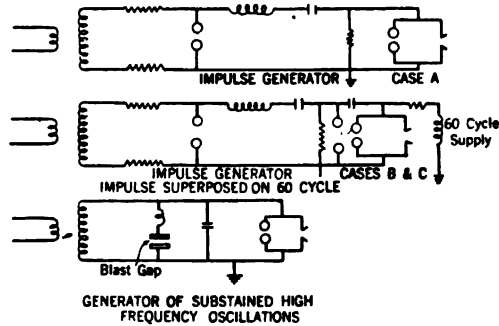 IMPULSE GENERATOR CASE A
60 Cycle
Supply
IMPULSE GENERATOR CASES B & C
IMPULSE SUPERPOSED ON 60 CYCLE
Blast Gap
GENERATOR OF SUBSTAINED HIGH
FREQUENCY OSCILLATIONS